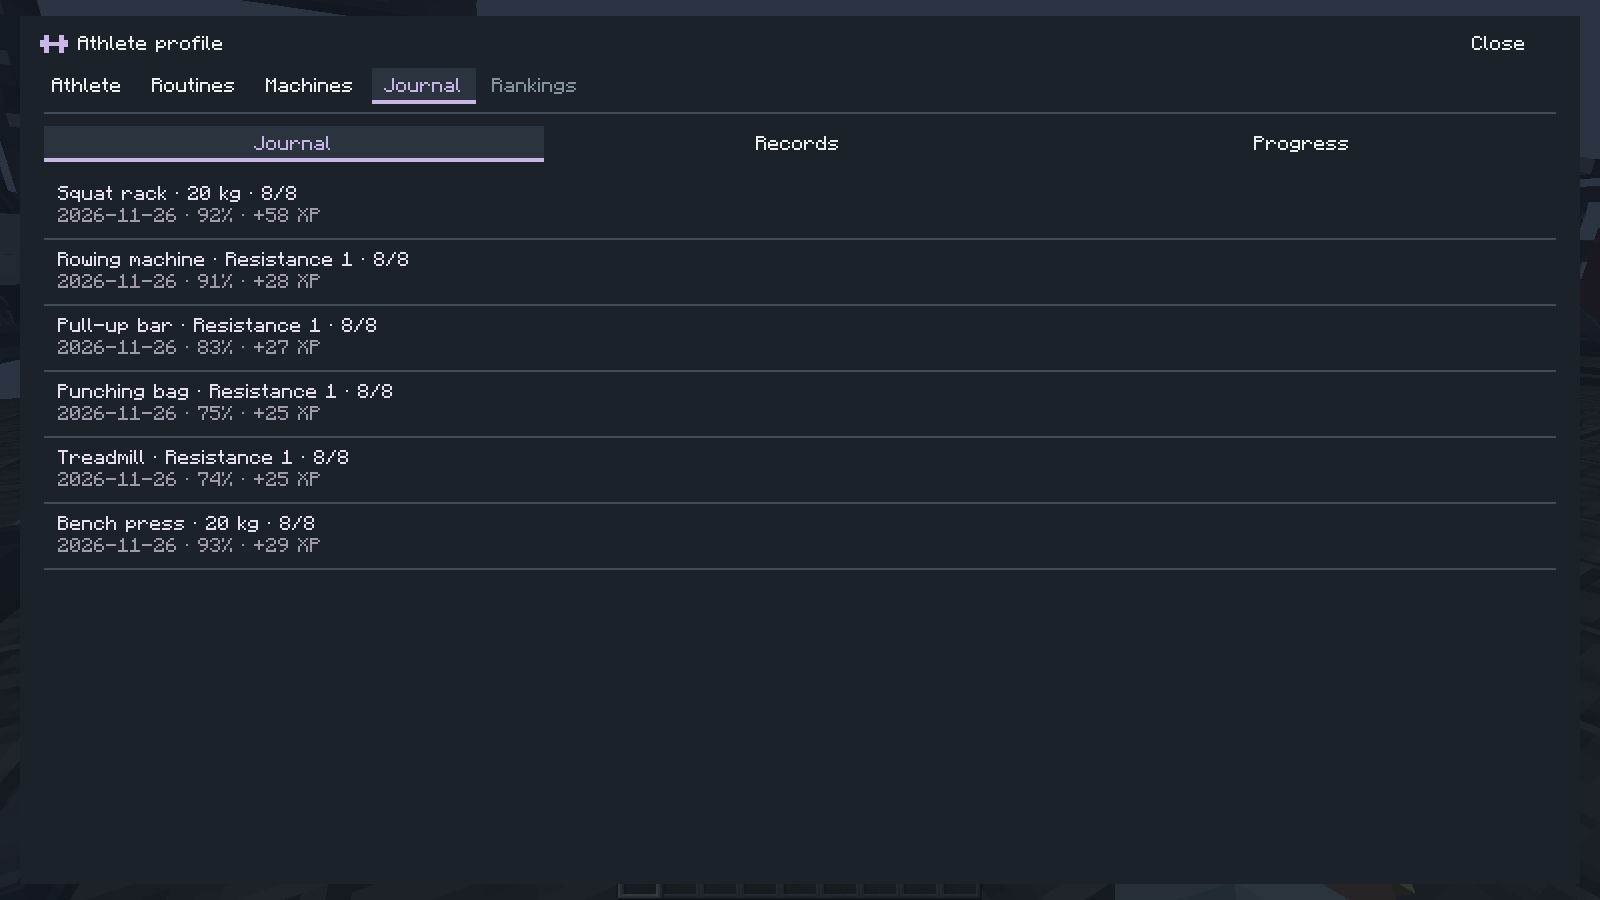 Athlete profile
Close
Athlete Routines Machines Journal Rankings
Journal Records Progress
Squat rack · 20 kg · 8/8
2026-11-26 · 92% · +58 XP
Rowing machine · Resistance 1 · 8/8
2026-11-26 · 91% · +28 XP
Pull-up bar · Resistance 1 · 8/8
2026-11-26 · 83% · +27 XP
Punching bag · Resistance 1 · 8/8
2026-11-26 · 75% · +25 XP
Treadmill · Resistance 1 · 8/8
2026-11-26 · 74% · +25 XP
Bench press · 20 kg · 8/8
2026-11-26 · 93% · +29 XP